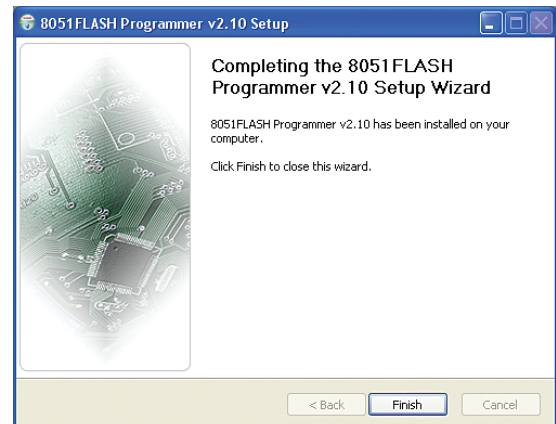 8051FLASH Programmer v2.10 Setup
Completing the 8051FLASH
Programmer v2.10 Setup Wizard
8051FLASH Programmer v2.10 has been installed on your
computer.
Click Finish to close this wizard.
< Back Finish Cancel